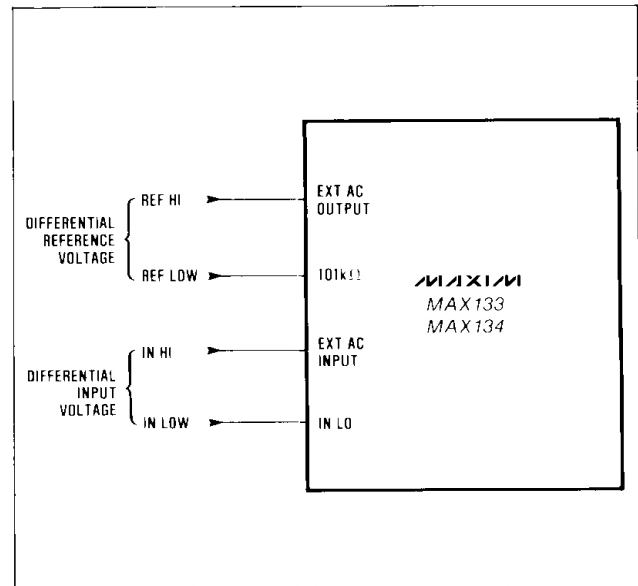 DIFFERENTIAL
REFERENCE
VOLTAGE
REF HI
REF LOW
EXT AC
OUTPUT
101kΩ
DIFFERENTIAL
INPUT
VOLTAGE
IN HI
IN LOW
EXT AC
INPUT
IN LO
MAXIM
MAX133
MAX134